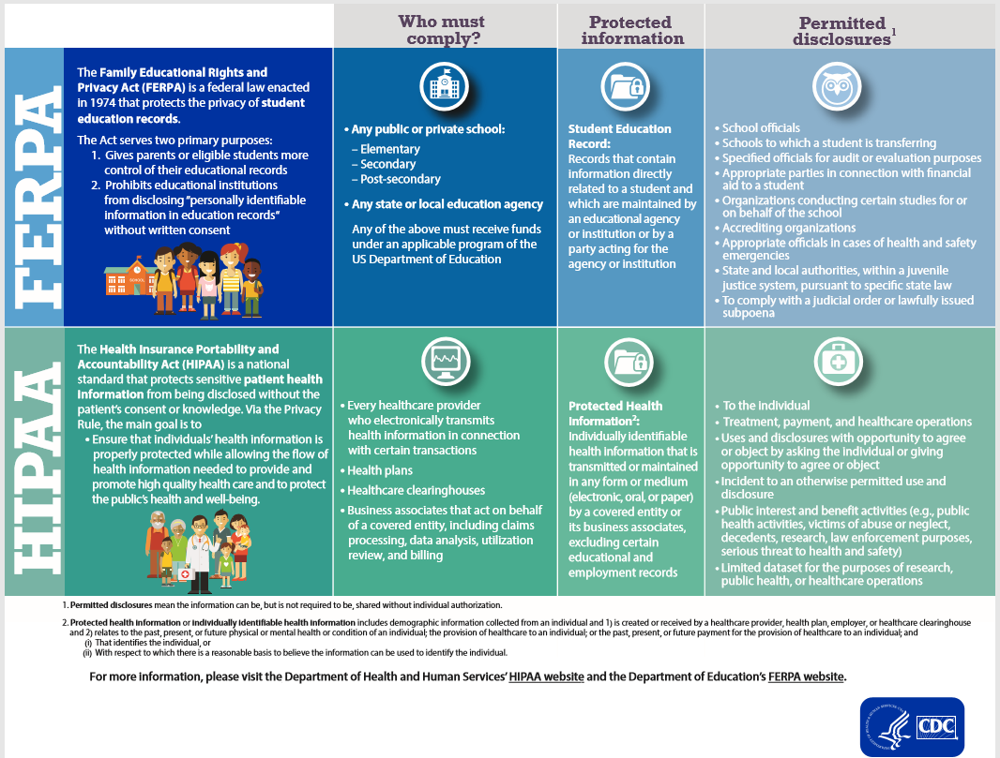 Who must
comply?
Protected
information
Permitted
disclosures1
FERPA
The Family Educational Rights and
Privacy Act (FERPA) is a federal law enacted
in 1974 that protects the privacy of student
education records.
The Act serves two primary purposes:
1. Gives parents or eligible students more
control of their educational records
2. Prohibits educational institutions
from disclosing "personally identifiable
information in education records"
without written consent
SCHOOL
• Any public or private school:
– Elementary
– Secondary
– Post-secondary
• Any state or local education agency
Any of the above must receive funds
under an applicable program of the
US Department of Education
Student Education
Record:
Records that contain
information directly
related to a student and
which are maintained by
an educational agency
or institution or by a
party acting for the
agency or institution
• School officials
• Schools to which a student is transferring
• Specified officials for audit or evaluation purposes
• Appropriate parties in connection with financial
aid to a student
• Organizations conducting certain studies for or
on behalf of the school
• Accrediting organizations
• Appropriate officials in cases of health and safety
emergencies
• State and local authorities, within a juvenile
justice system, pursuant to specific state law
• To comply with a judicial order or lawfully issued
subpoena
HIPAA
The Health Insurance Portability and
Accountability Act (HIPAA) is a national
standard that protects sensitive patient health
information from being disclosed without the
patient's consent or knowledge. Via the Privacy
Rule, the main goal is to
• Ensure that individuals' health information is
properly protected while allowing the flow of
health information needed to provide and
promote high quality health care and to protect
the public's health and well-being.
• Every healthcare provider
who electronically transmits
health information in connection
with certain transactions
• Health plans
• Healthcare clearinghouses
• Business associates that act on behalf
of a covered entity, including claims
processing, data analysis, utilization
review, and billing
Protected Health
Information2:
Individually identifiable
health information that is
transmitted or maintained
in any form or medium
(electronic, oral, or paper)
by a covered entity or
its business associates,
excluding certain
educational and
employment records
• To the individual
• Treatment, payment, and healthcare operations
• Uses and disclosures with opportunity to agree
or object by asking the individual or giving
opportunity to agree or object
• Incident to an otherwise permitted use and
disclosure
• Public interest and benefit activities (e.g., public
health activities, victims of abuse or neglect,
decedents, research, law enforcement purposes,
serious threat to health and safety)
• Limited dataset for the purposes of research,
public health, or healthcare operations
1. Permitted disclosures mean the information can be, but is not required to be, shared without individual authorization.
2. Protected health information or individually identifiable health information includes demographic information collected from an individual and 1) is created or received by a healthcare provider, health plan, employer, or healthcare clearinghouse
and 2) relates to the past, present, or future physical or mental health or condition of an individual; the provision of healthcare to an individual; or the past, present, or future payment for the provision of healthcare to an individual; and
(i) That identifies the individual, or
(ii) With respect to which there is a reasonable basis to believe the information can be used to identify the individual.
For more information, please visit the Department of Health and Human Services' HIPAA website and the Department of Education's FERPA website.
CDC